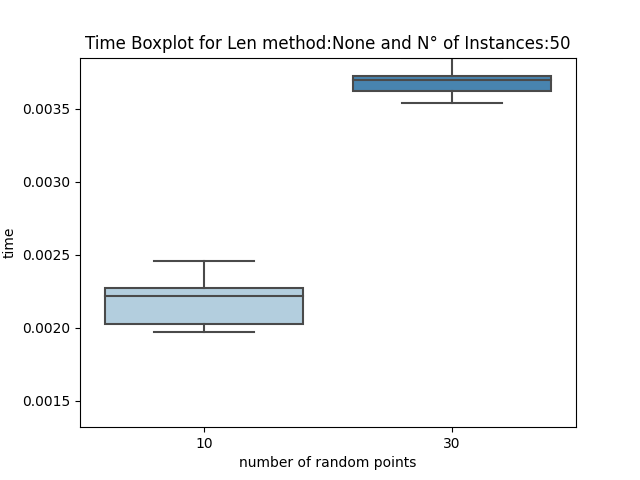 Time Boxplot for Len method:None and N° of Instances:50
0.0035
0.0030
0.0025
0.0020
0.0015
time
10
30
number of random points